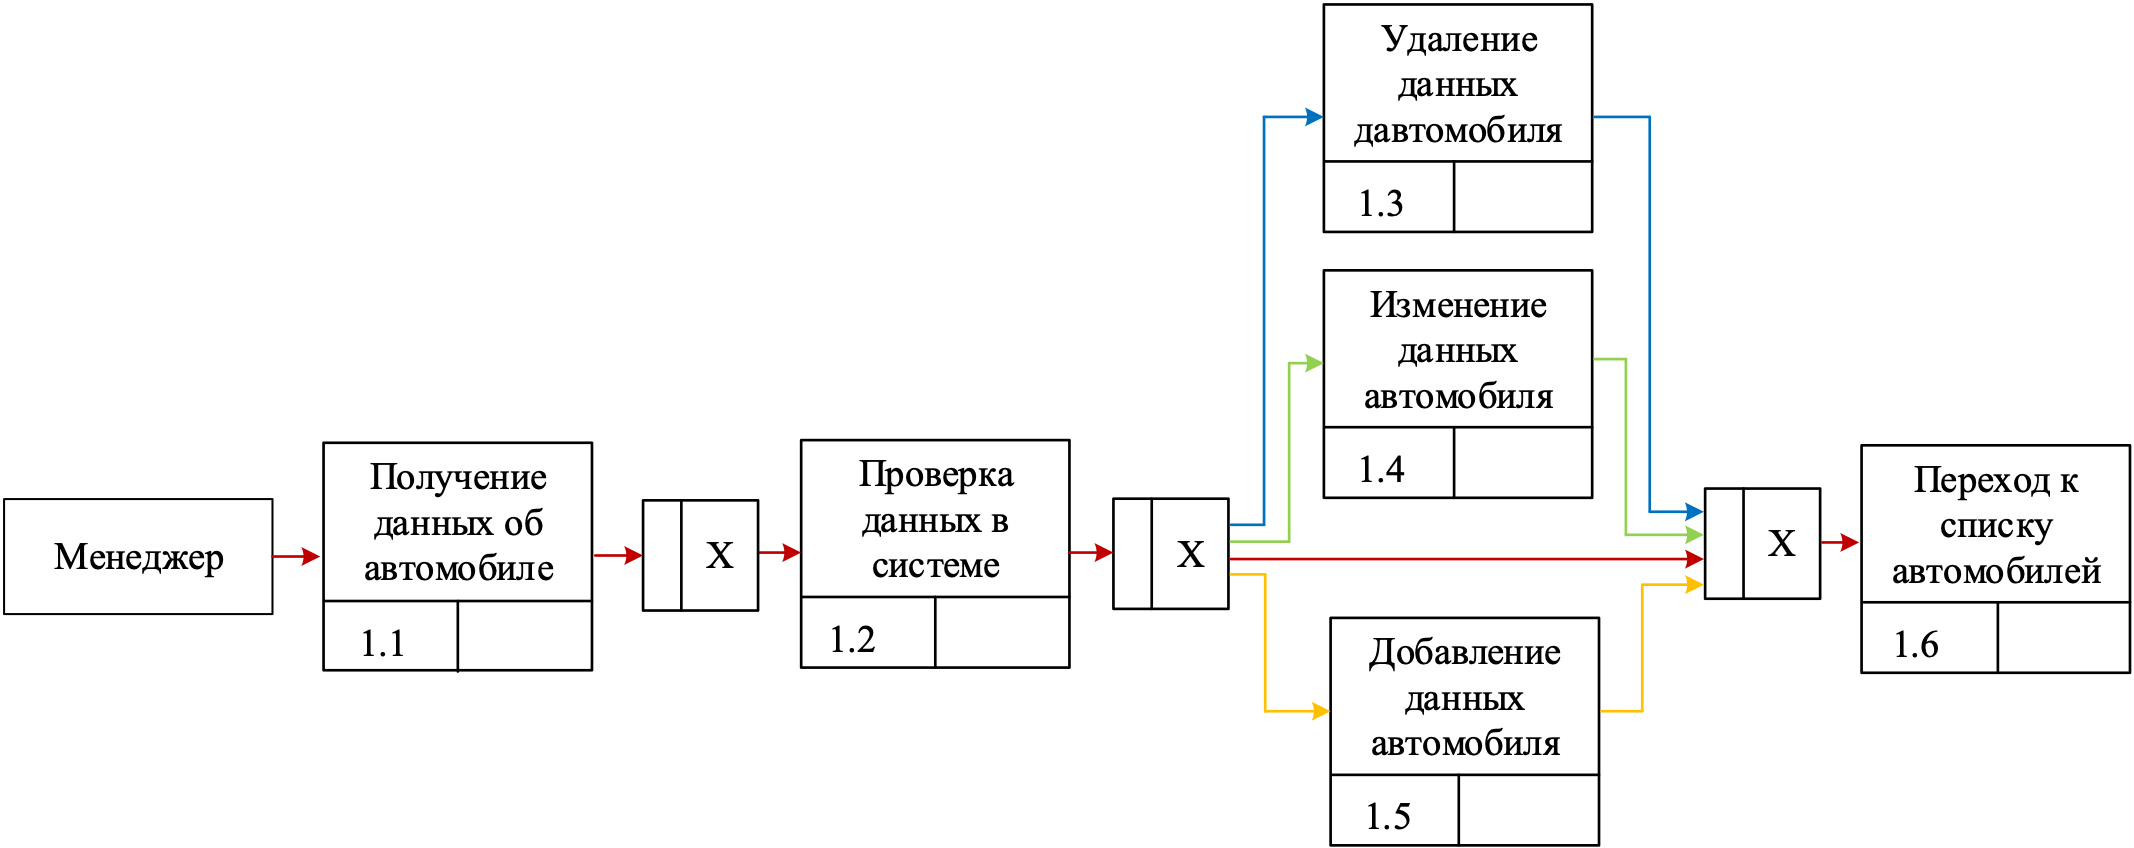 Менеджер
Получение
данных об
автомобиле
1.1
X
Проверка
данных в
системе
1.2
X
Удаление
данных
давтомобиля
1.3
Изменение
данных
автомобиля
1.4
Добавление
данных
автомобиля
1.5
X
Переход к
списку
автомобилей
1.6